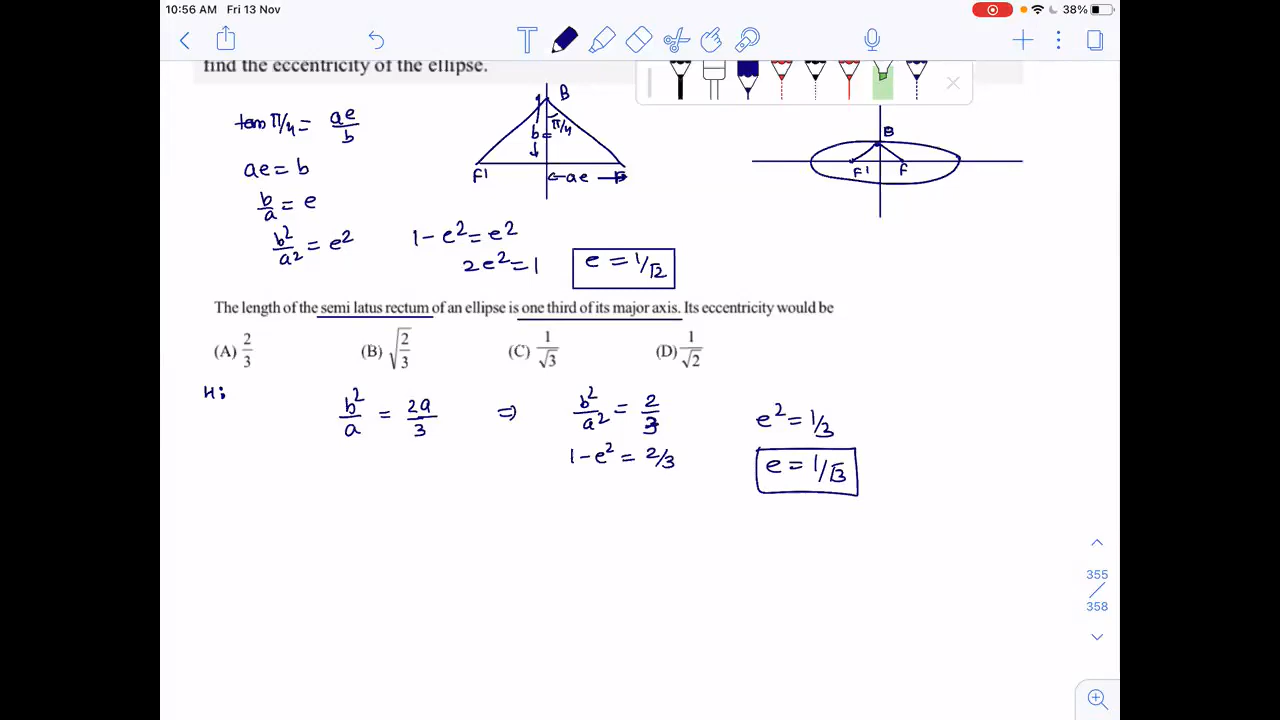 10:56 AM Fri 13 Nov
38%
T
find the eccentricity of the ellipse.
tan π/4 = ae/b
ae = b
b/a = e
b²/a² = e²
1 - e² = e²
2e² = 1
e = 1/√2
B
π/4
b =
F'
ae
F
B
F'
F
The length of the semi latus rectum of an ellipse is one third of its major axis. Its eccentricity would be
(A) 2/3 (B) √(2/3) (C) 1/√3 (D) 1/√2
H:
b²/a = 2a/3 ⇒ b²/a² = 2/3
1 - e² = 2/3
e² = 1/3
e = 1/√3
355
/
358